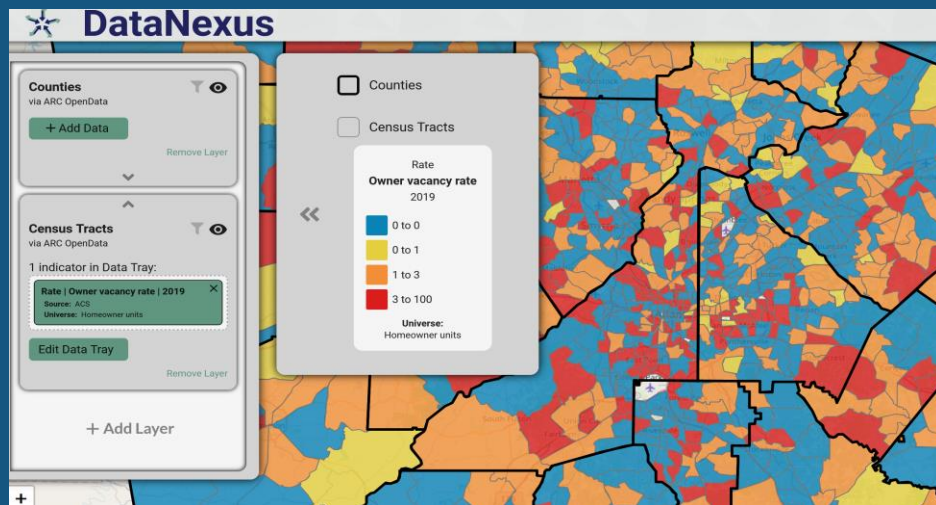 DataNexus
Counties
via ARC OpenData
+ Add Data
Remove Layer
Census Tracts
via ARC OpenData
1 indicator in Data Tray:
Rate | Owner vacancy rate | 2019
Source: ACS
Universe: Homeowner units
Edit Data Tray
Remove Layer
+ Add Layer
Counties
Census Tracts
Rate
Owner vacancy rate
2019
0 to 0
0 to 1
1 to 3
3 to 100
Universe:
Homeowner units